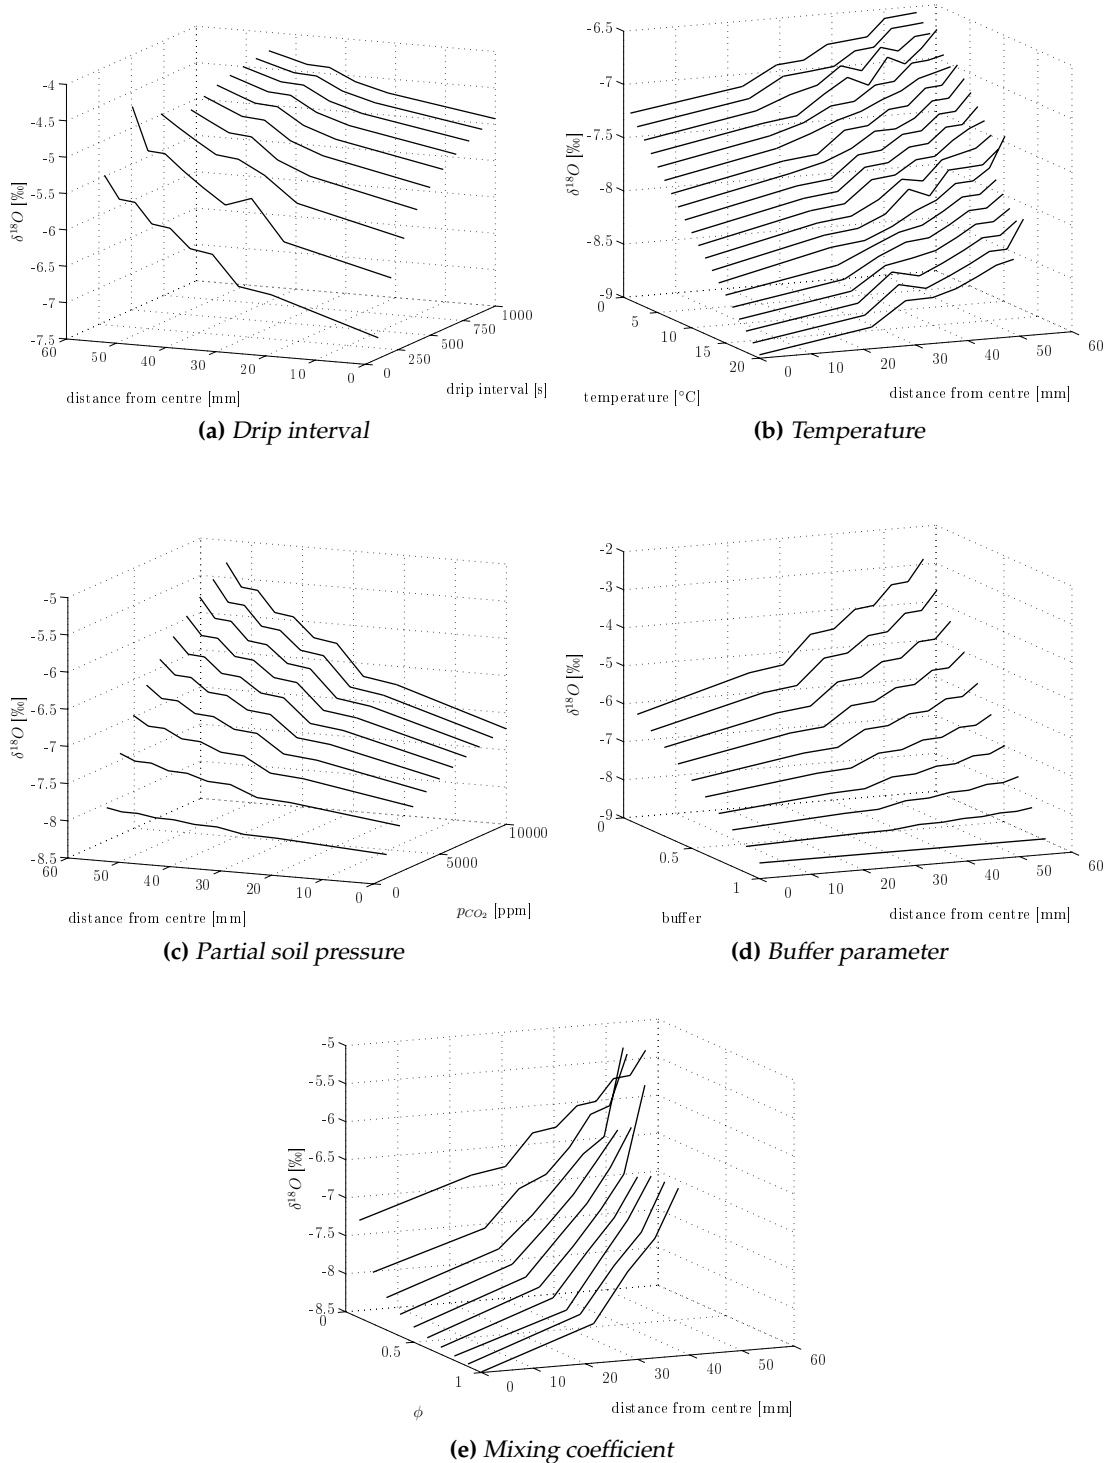 -4
-4.5
-5
-5.5
-6
-6.5
-7
-7.5
δ¹⁸O [‰]
60 50 40 30 20 10 0
0 250 500 750 1000
distance from centre [mm]
drip interval [s]
(a) Drip interval
-6.5
-7
-7.5
-8
-8.5
-9
δ¹⁸O [‰]
0 5 10 15 20
0 10 20 30 40 50 60
temperature [°C]
distance from centre [mm]
(b) Temperature
-5
-5.5
-6
-6.5
-7
-7.5
-8
-8.5
δ¹⁸O [‰]
60 50 40 30 20 10 0
0 5000 10000
distance from centre [mm]
pCO₂ [ppm]
(c) Partial soil pressure
-2
-3
-4
-5
-6
-7
-8
-9
δ¹⁸O [‰]
0 0.5 1
0 10 20 30 40 50 60
buffer
distance from centre [mm]
(d) Buffer parameter
-5
-5.5
-6
-6.5
-7
-7.5
-8
-8.5
δ¹⁸O [‰]
0 0.5 1
0 10 20 30 40 50 60
ϕ
distance from centre [mm]
(e) Mixing coefficient